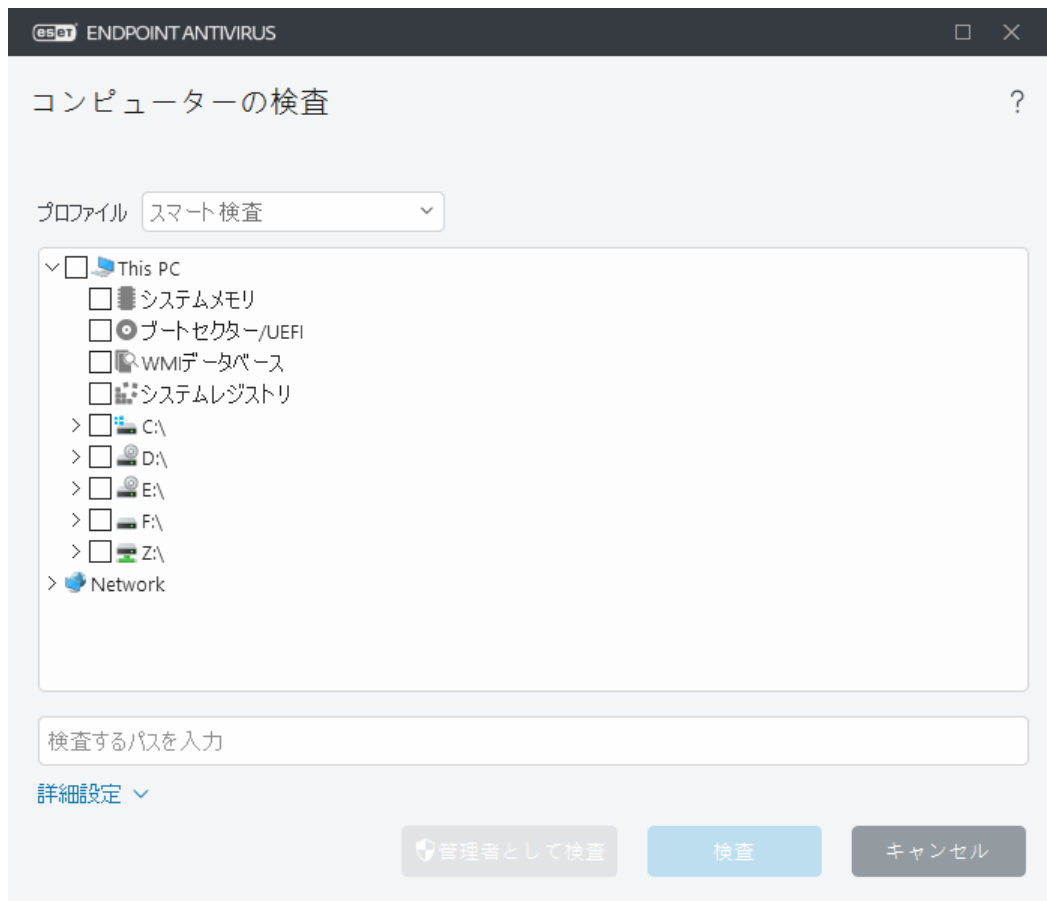 eset ENDPOINT ANTIVIRUS
コンピューターの検査
?
プロファイル スマート検査
This PC
システムメモリ
ブートセクター/UEFI
WMIデータベース
システムレジストリ
C:\
D:\
E:\
F:\
Z:\
Network
検査するパスを入力
詳細設定
管理者として検査 検査 キャンセル